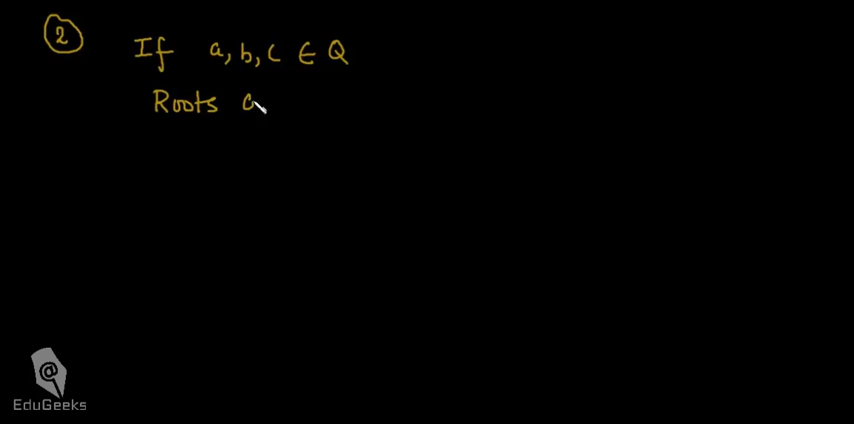 2 If a, b, c ∈ Q
Roots
EduGeeks